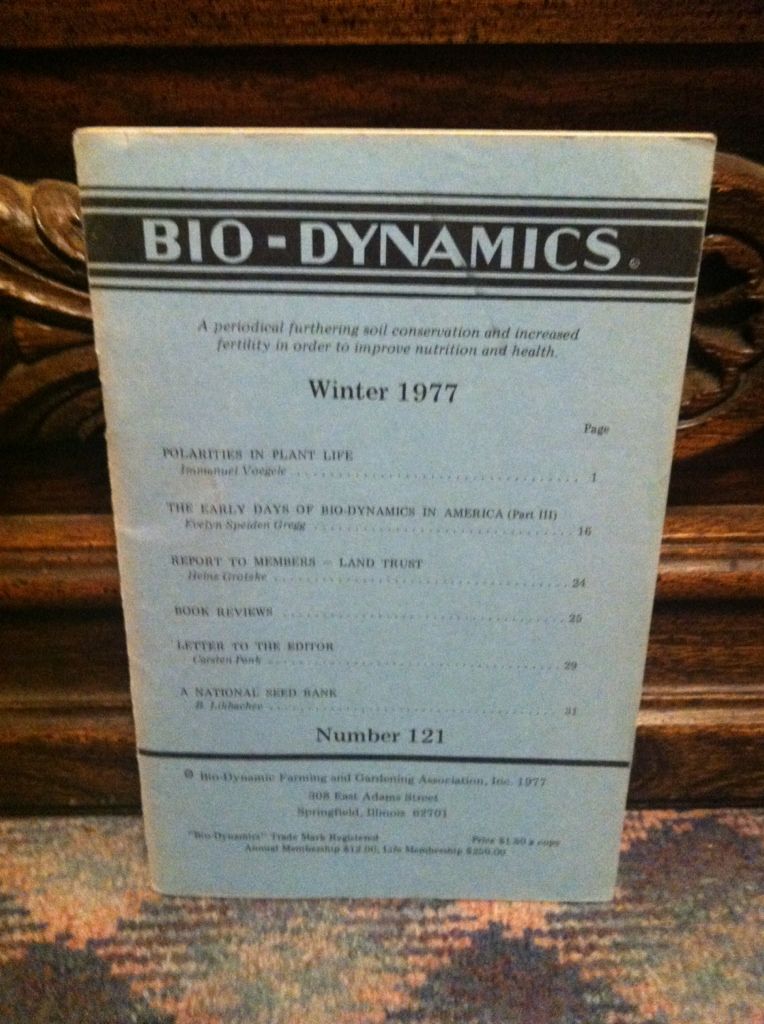 BIO-DYNAMICS®
A periodical furthering soil conservation and increased
fertility in order to improve nutrition and health.
Winter 1977
Page
POLARITIES IN PLANT LIFE
Immanuel Voegele ........................ 1
THE EARLY DAYS OF BIO-DYNAMICS IN AMERICA (Part III)
Evelyn Speiden Gregg ........................ 16
REPORT TO MEMBERS — LAND TRUST
Heinz Grotzke ........................ 24
BOOK REVIEWS ........................ 25
LETTER TO THE EDITOR
Carsten Pank ........................ 29
A NATIONAL SEED BANK
B. Likhachev ........................ 31
Number 121
© Bio-Dynamic Farming and Gardening Association, Inc. 1977
308 East Adams Street
Springfield, Illinois 62701
"Bio-Dynamics" Trade Mark Registered Price $1.50 a copy
Annual Membership $12.00, Life Membership $250.00